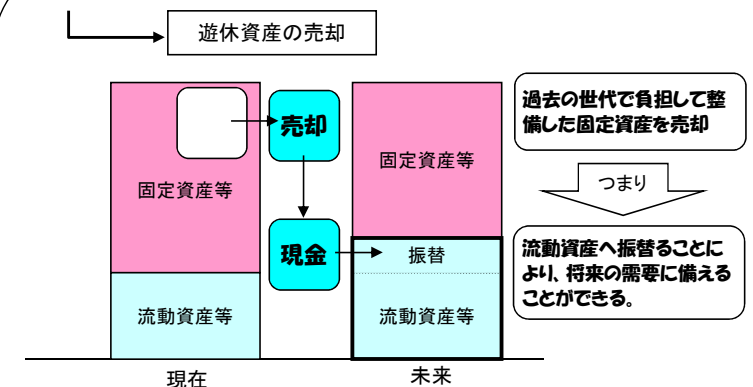 遊休資産の売却
売却
固定資産等
現金
流動資産等
現在
固定資産等
振替
流動資産等
未来
過去の世代で負担して整
備した固定資産を売却
つまり
流動資産へ振替ることに
より、将来の需要に備える
ことができる。